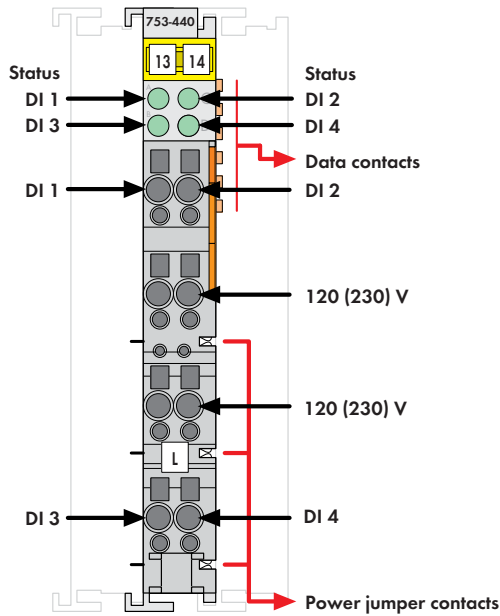 753-440
13 14
Status
Status
DI 1
DI 2
DI 3
DI 4
Data contacts
DI 1
DI 2
120 (230) V
120 (230) V
L
DI 3
DI 4
Power jumper contacts